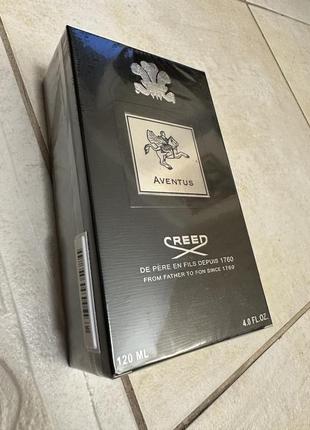 AVENTUS
CREED
DE PÈRE EN FILS DEPUIS 1760
FROM FATHER TO FON SINCE 1760
120 ML
4.0 FL.OZ.